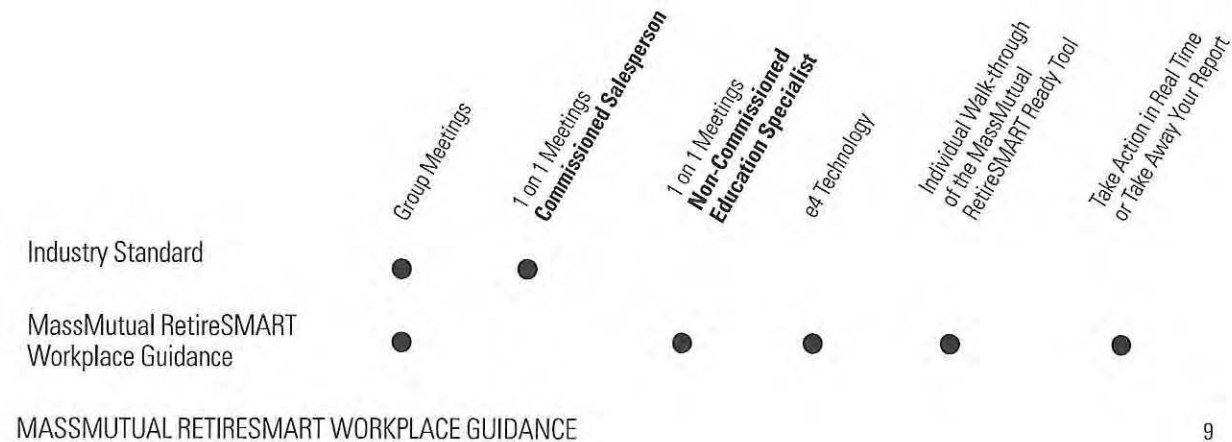 Group Meetings
1 on 1 Meetings
Commissioned Salesperson
1 on 1 Meetings
Non-Commissioned
Education Specialist
e4 Technology
Individual Walk-through
of the MassMutual
RetireSMART Ready Tool
Take Action in Real Time
or Take Away Your Report
Industry Standard
MassMutual RetireSMART
Workplace Guidance
MASSMUTUAL RETIRESMART WORKPLACE GUIDANCE 9